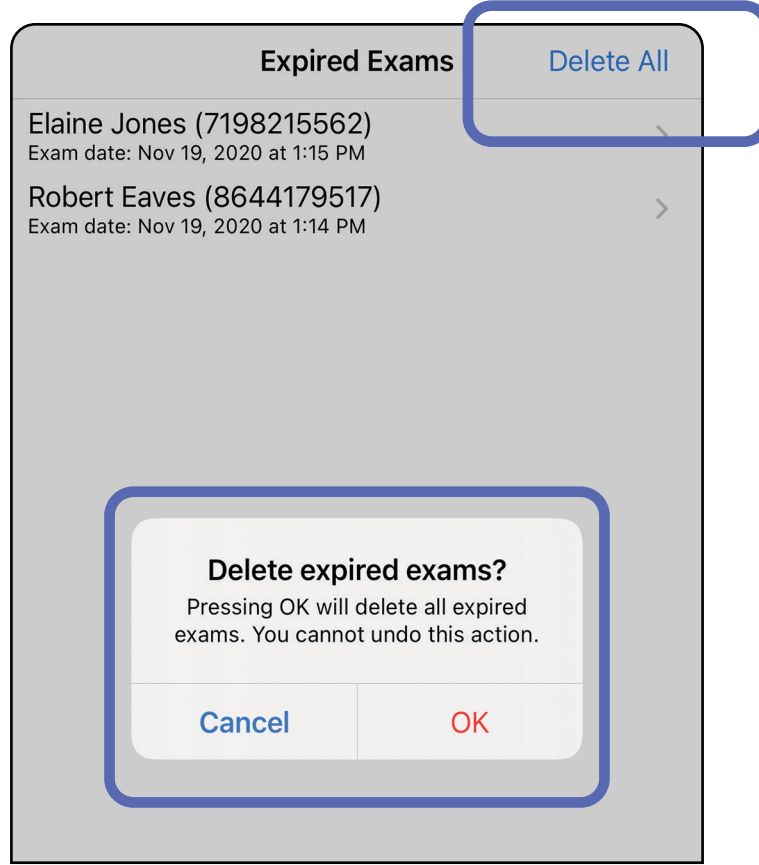 Expired Exams Delete All
Elaine Jones (7198215562)
Exam date: Nov 19, 2020 at 1:15 PM
Robert Eaves (8644179517)
Exam date: Nov 19, 2020 at 1:14 PM
Delete expired exams?
Pressing OK will delete all expired
exams. You cannot undo this action.
Cancel OK